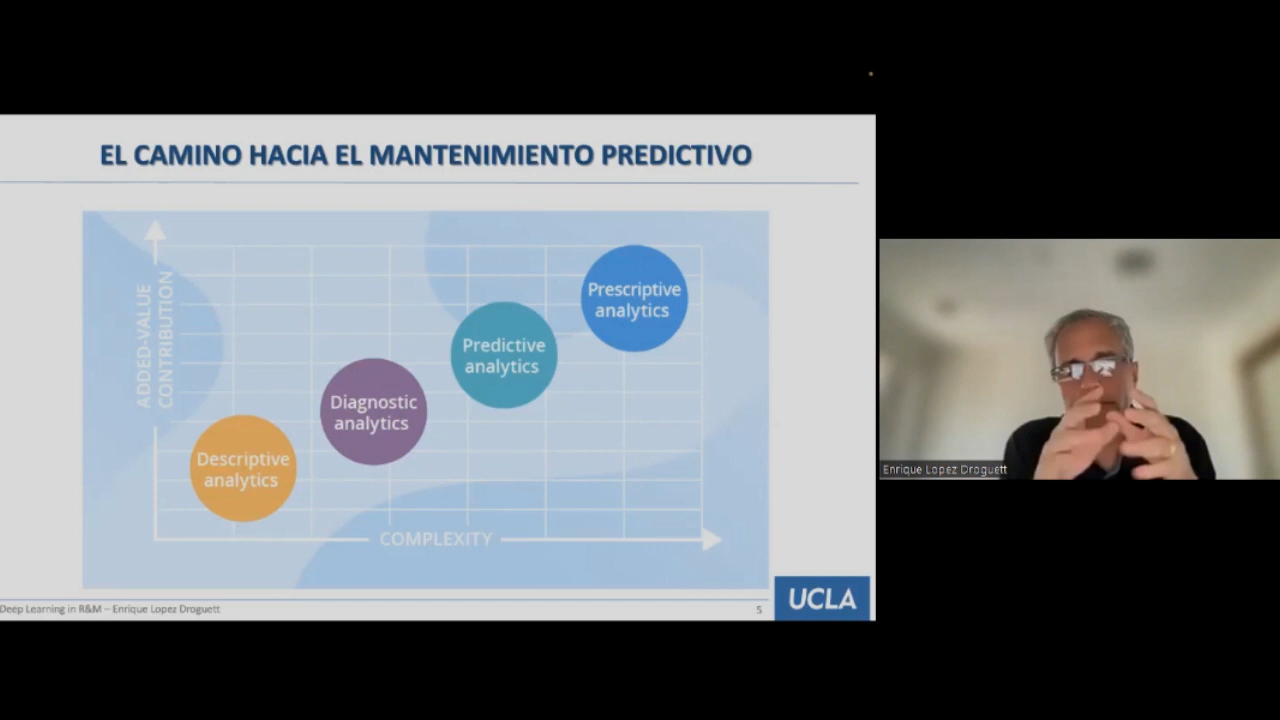 EL CAMINO HACIA EL MANTENIMIENTO PREDICTIVO
ADDED-VALUE
CONTRIBUTION
Prescriptive
analytics
Predictive
analytics
Diagnostic
analytics
Descriptive
analytics
COMPLEXITY
Deep Learning in R&M – Enrique Lopez Droguett
5
UCLA
Enrique Lopez Droguett